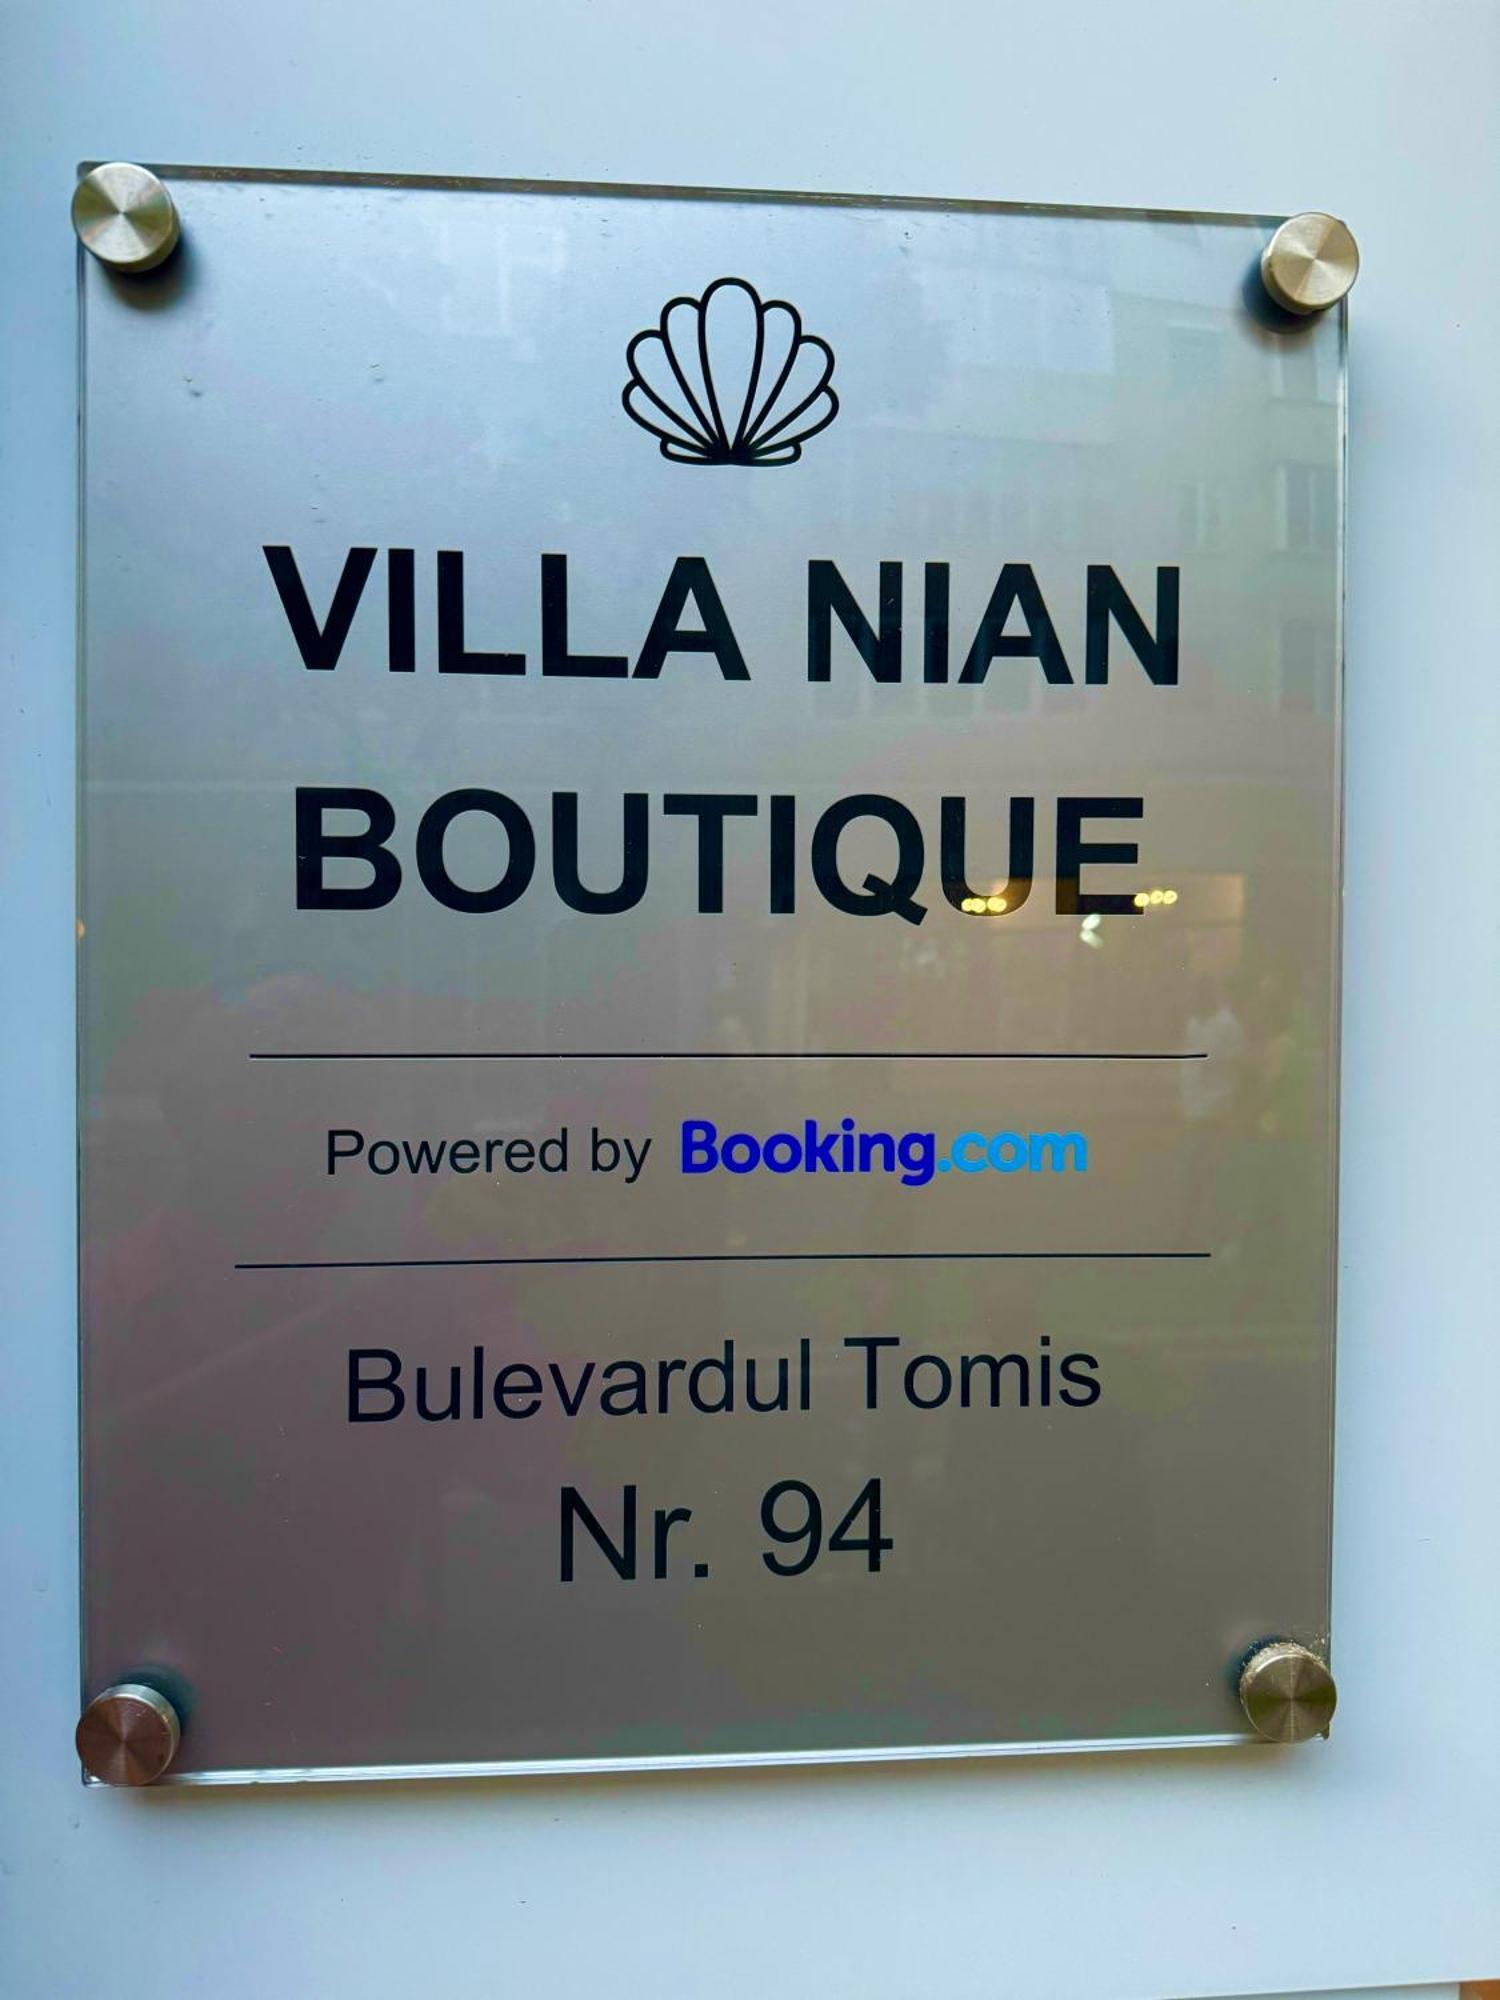 VILLA NIAN
BOUTIQUE
Powered by Booking.com
Bulevardul Tomis
Nr. 94